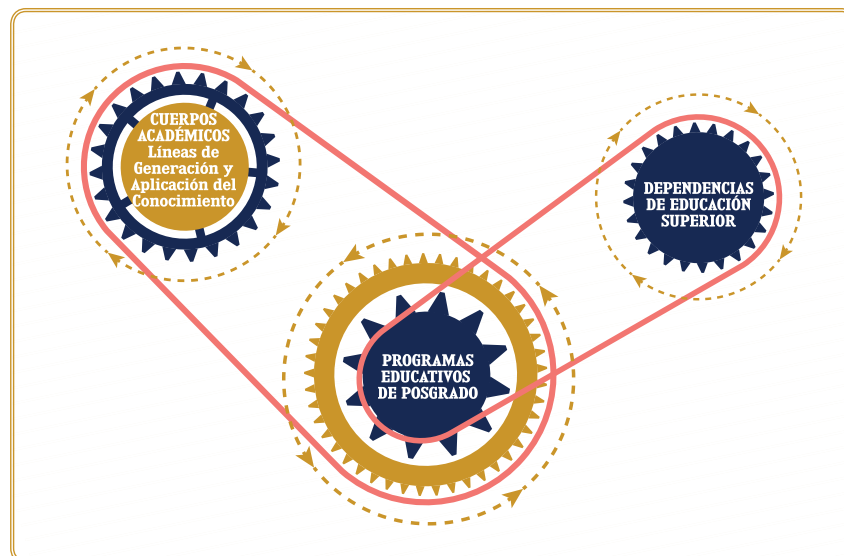 CUERPOS
ACADÉMICOS
Líneas de
Generación y
Aplicación del
Conocimiento
DEPENDENCIAS
DE EDUCACIÓN
SUPERIOR
PROGRAMAS
EDUCATIVOS
DE POSGRADO